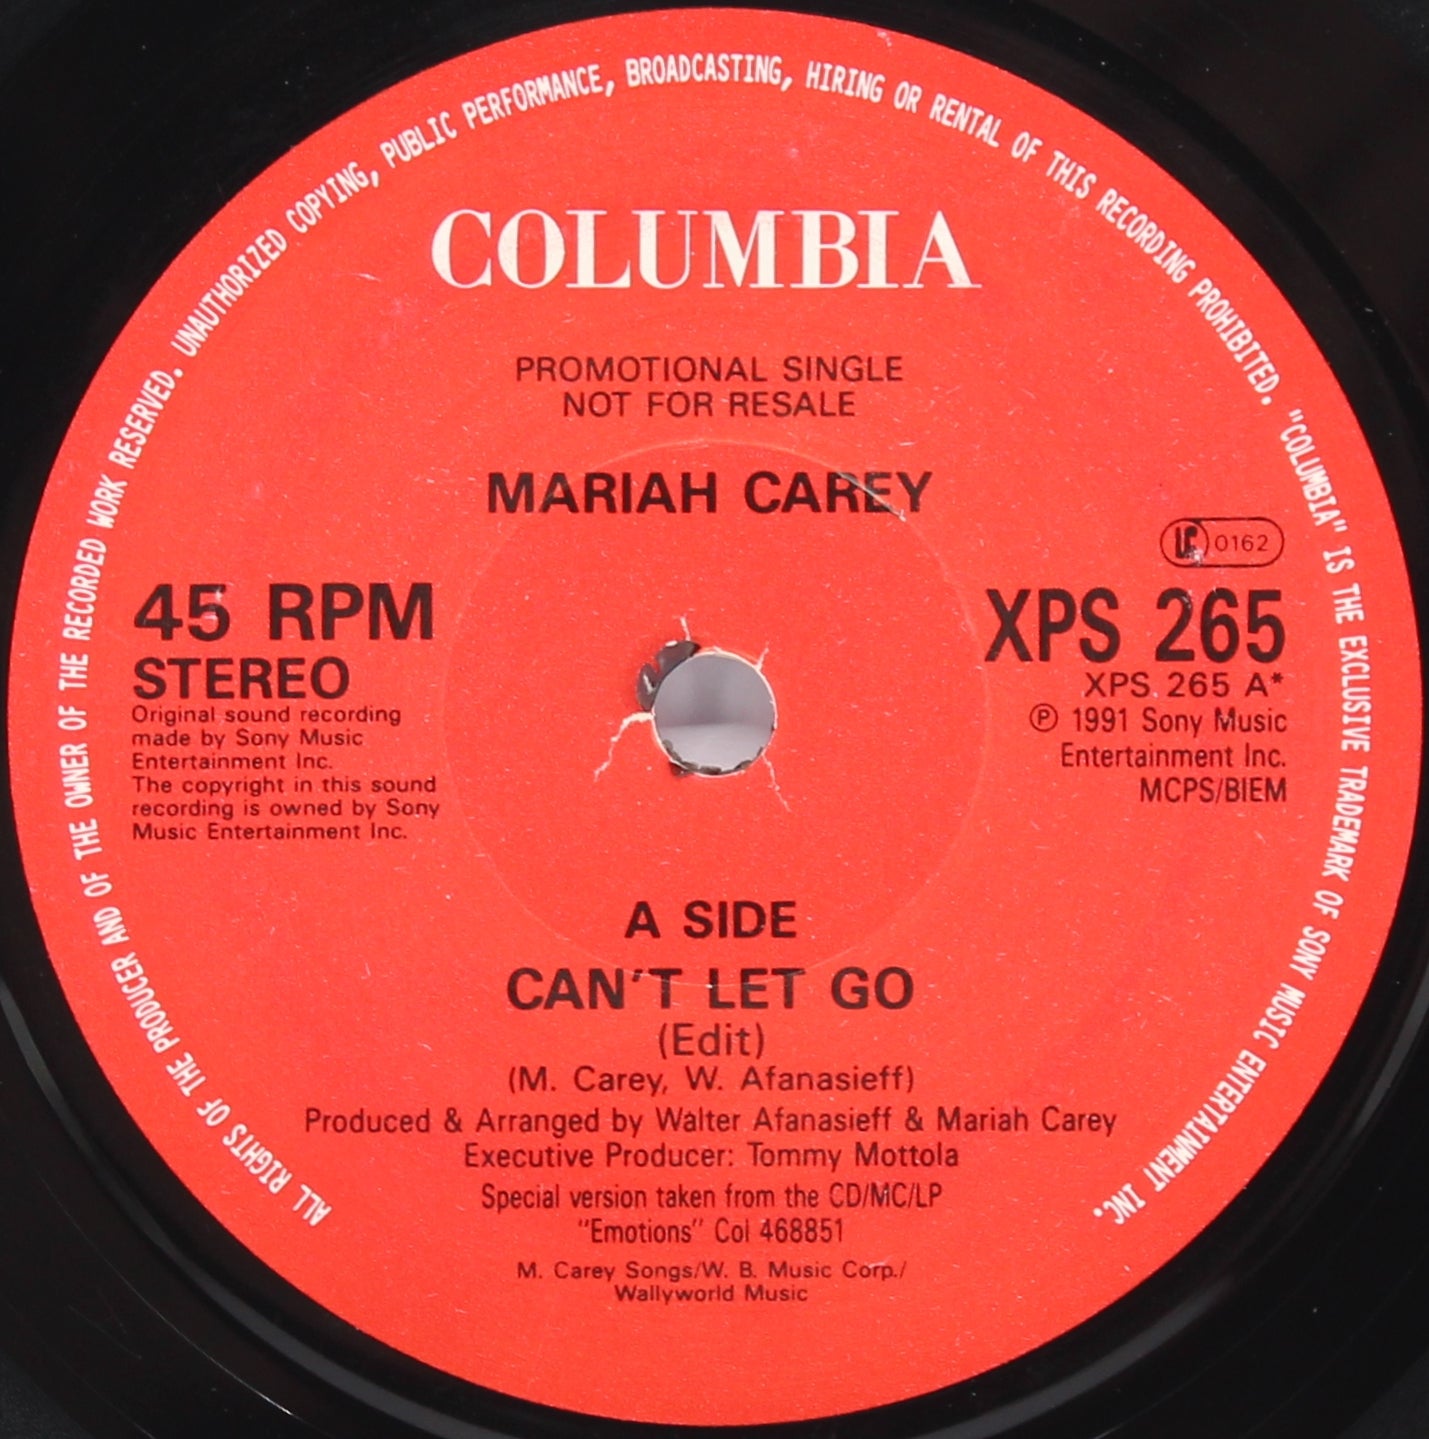 ALL RIGHTS OF THE PRODUCER AND OF THE OWNER OF THE RECORDED WORK RESERVED. UNAUTHORIZED COPYING, PUBLIC PERFORMANCE, BROADCASTING, HIRING OR RENTAL OF THIS RECORDING PROHIBITED. "COLUMBIA" IS THE EXCLUSIVE TRADEMARK OF SONY MUSIC ENTERTAINMENT INC.
COLUMBIA
PROMOTIONAL SINGLE
NOT FOR RESALE
MARIAH CAREY
LC 0162
45 RPM
STEREO
Original sound recording
made by Sony Music
Entertainment Inc.
The copyright in this sound
recording is owned by Sony
Music Entertainment Inc.
XPS 265
XPS 265 A*
Ⓟ 1991 Sony Music
Entertainment Inc.
MCPS/BIEM
A SIDE
CAN'T LET GO
(Edit)
(M. Carey, W. Afanasieff)
Produced & Arranged by Walter Afanasieff & Mariah Carey
Executive Producer: Tommy Mottola
Special version taken from the CD/MC/LP
"Emotions" Col 468851
M. Carey Songs/W. B. Music Corp./
Wallyworld Music